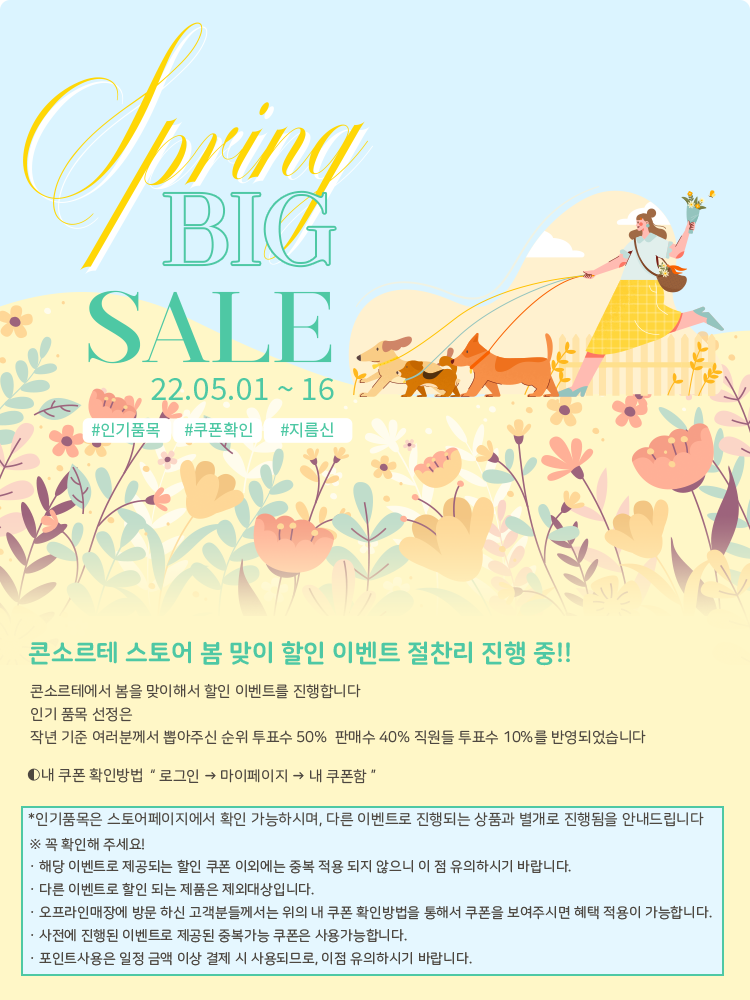 Spring
BIG
SALE
22.05.01 ~ 16
#인기품목 #쿠폰확인 #지름신
콘소르테 스토어 봄 맞이 할인 이벤트 절찬리 진행 중!!
콘소르테에서 봄을 맞이해서 할인 이벤트를 진행합니다
인기 품목 선정은
작년 기준 여러분께서 뽑아주신 순위 투표수 50% 판매수 40% 직원들 투표수 10%를 반영되었습니다
◐내 쿠폰 확인방법 “ 로그인 → 마이페이지 → 내 쿠폰함 ”
*인기품목은 스토어페이지에서 확인 가능하시며, 다른 이벤트로 진행되는 상품과 별개로 진행됨을 안내드립니다
※ 꼭 확인해 주세요!
· 해당 이벤트로 제공되는 할인 쿠폰 이외에는 중복 적용 되지 않으니 이 점 유의하시기 바랍니다.
· 다른 이벤트로 할인 되는 제품은 제외대상입니다.
· 오프라인매장에 방문 하신 고객분들께서는 위의 내 쿠폰 확인방법을 통해서 쿠폰을 보여주시면 혜택 적용이 가능합니다.
· 사전에 진행된 이벤트로 제공된 중복가능 쿠폰은 사용가능합니다.
· 포인트사용은 일정 금액 이상 결제 시 사용되므로, 이점 유의하시기 바랍니다.